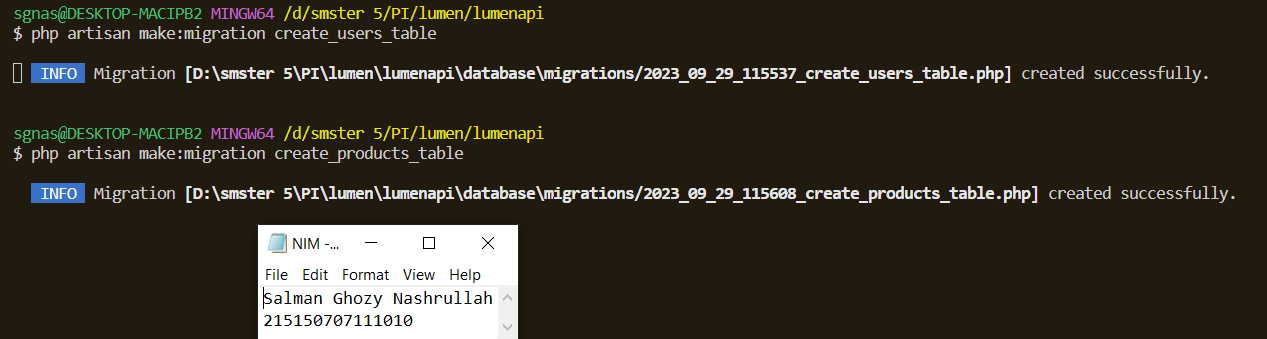 sgnas@DESKTOP-MACIPB2 MINGW64 /d/smster 5/PI/lumen/lumenapi
$ php artisan make:migration create_users_table
INFO Migration [D:\smster 5\PI\lumen\lumenapi\database\migrations/2023_09_29_115537_create_users_table.php] created successfully.
sgnas@DESKTOP-MACIPB2 MINGW64 /d/smster 5/PI/lumen/lumenapi
$ php artisan make:migration create_products_table
INFO Migration [D:\smster 5\PI\lumen\lumenapi\database\migrations/2023_09_29_115608_create_products_table.php] created successfully.
NIM -...
File Edit Format View Help
Salman Ghozy Nashrullah
215150707111010